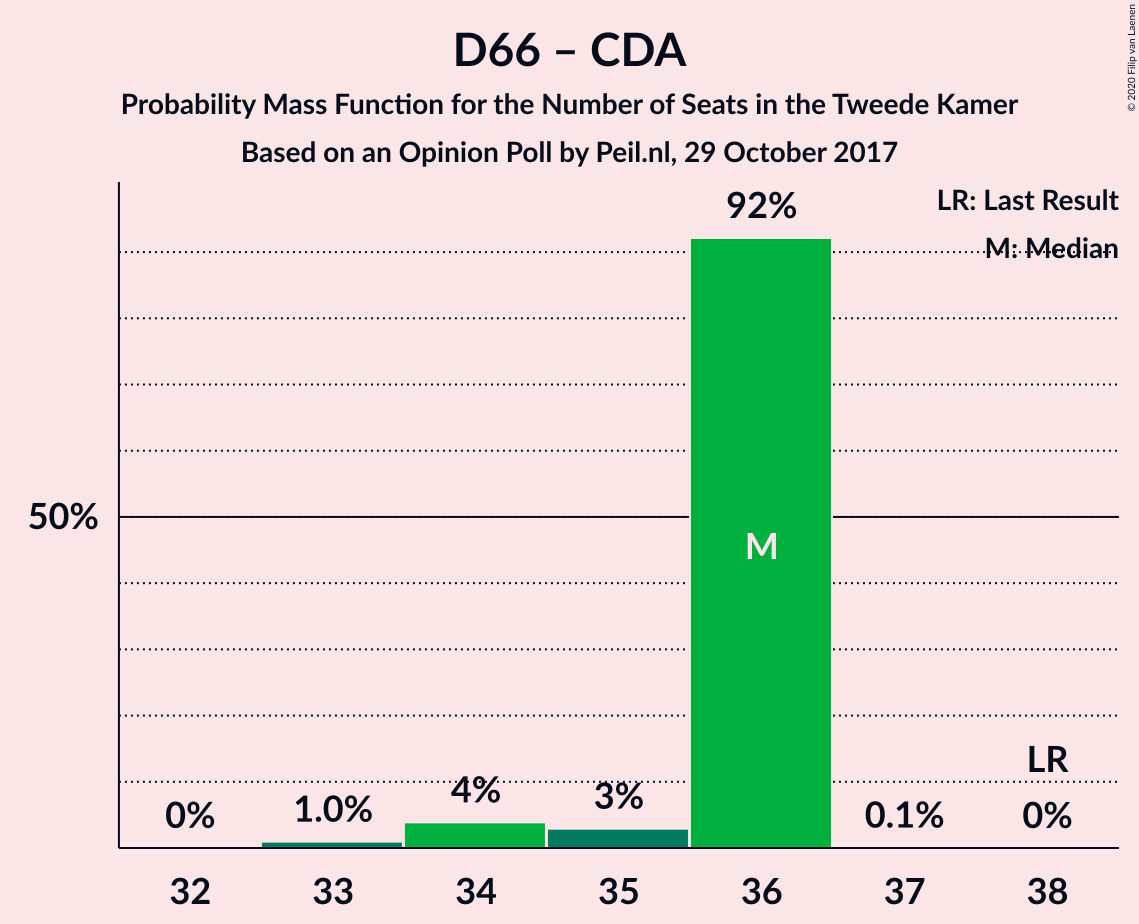 D66 – CDA
Probability Mass Function for the Number of Seats in the Tweede Kamer
Based on an Opinion Poll by Peil.nl, 29 October 2017
© 2020 Filip van Laenen
LR: Last Result
M: Median
92%
50%
M
LR
0%
1.0%
4%
3%
0.1%
0%
32
33
34
35
36
37
38